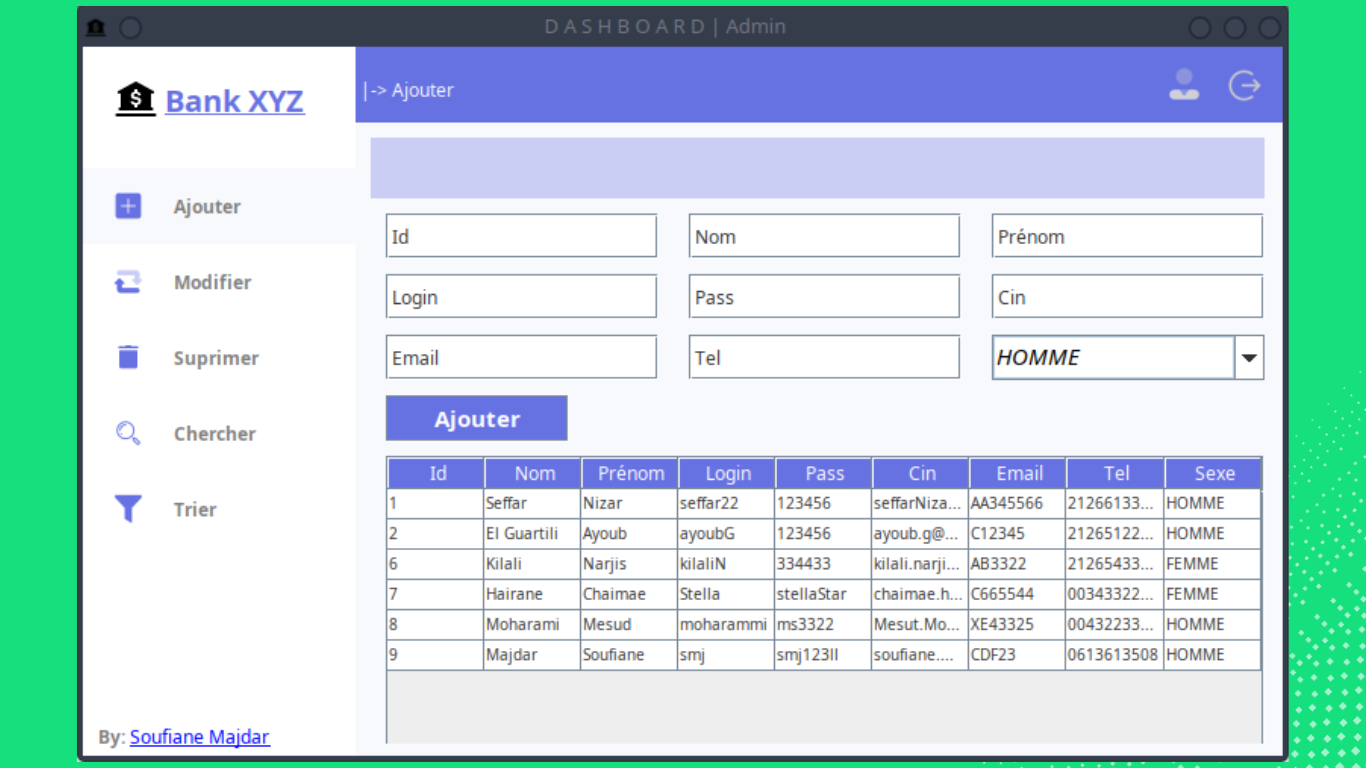 D A S H B O A R D | Admin
Bank XYZ
|-> Ajouter
Ajouter
Modifier
Suprimer
Chercher
Trier
By: Soufiane Majdar
Id Nom Prénom
Login Pass Cin
Email Tel HOMME
Ajouter
Id Nom Prénom Login Pass Cin Email Tel Sexe
1 Seffar Nizar seffar22 123456 seffarNiza... AA345566 21266133... HOMME
2 El Guartili Ayoub ayoubG 123456 ayoub.g@... C12345 21265122... HOMME
6 Kilali Narjis kilaliN 334433 kilali.narji... AB3322 21265433... FEMME
7 Hairane Chaimae Stella stellaStar chaimae.h... C665544 00343322... FEMME
8 Moharami Mesud moharammi ms3322 Mesut.Mo... XE43325 00432233... HOMME
9 Majdar Soufiane smj smj123ll soufiane.... CDF23 0613613508 HOMME